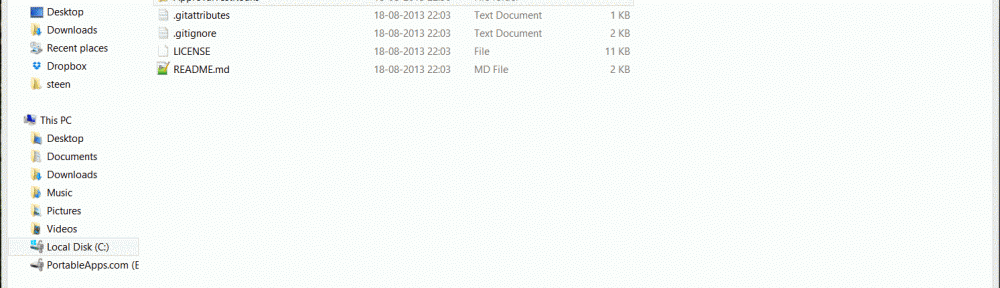 Desktop
Downloads
Recent places
Dropbox
steen
This PC
Desktop
Documents
Downloads
Music
Pictures
Videos
Local Disk (C:)
PortableApps.com (E
.gitattributes 18-08-2013 22:03 Text Document 1 KB
.gitignore 18-08-2013 22:03 Text Document 2 KB
LICENSE 18-08-2013 22:03 File 11 KB
README.md 18-08-2013 22:03 MD File 2 KB